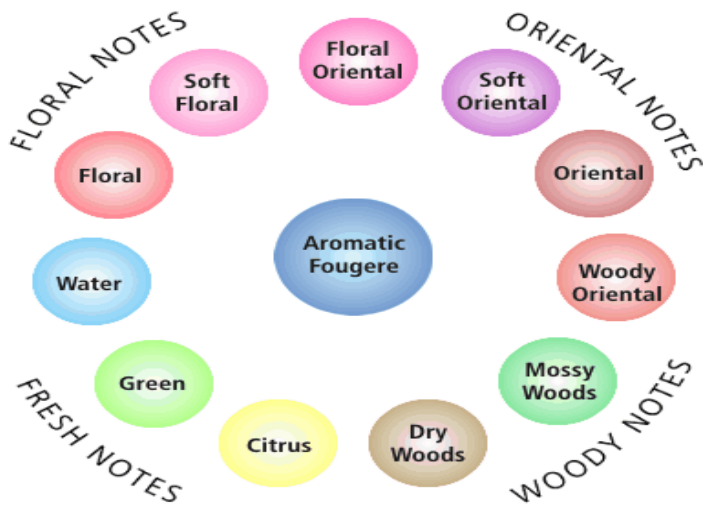 FLORAL NOTES
ORIENTAL NOTES
Floral
Oriental
Soft
Floral
Soft
Oriental
Floral
Oriental
Aromatic
Fougere
Water
Woody
Oriental
Green
Mossy
Woods
Citrus
Dry
Woods
FRESH NOTES
WOODY NOTES